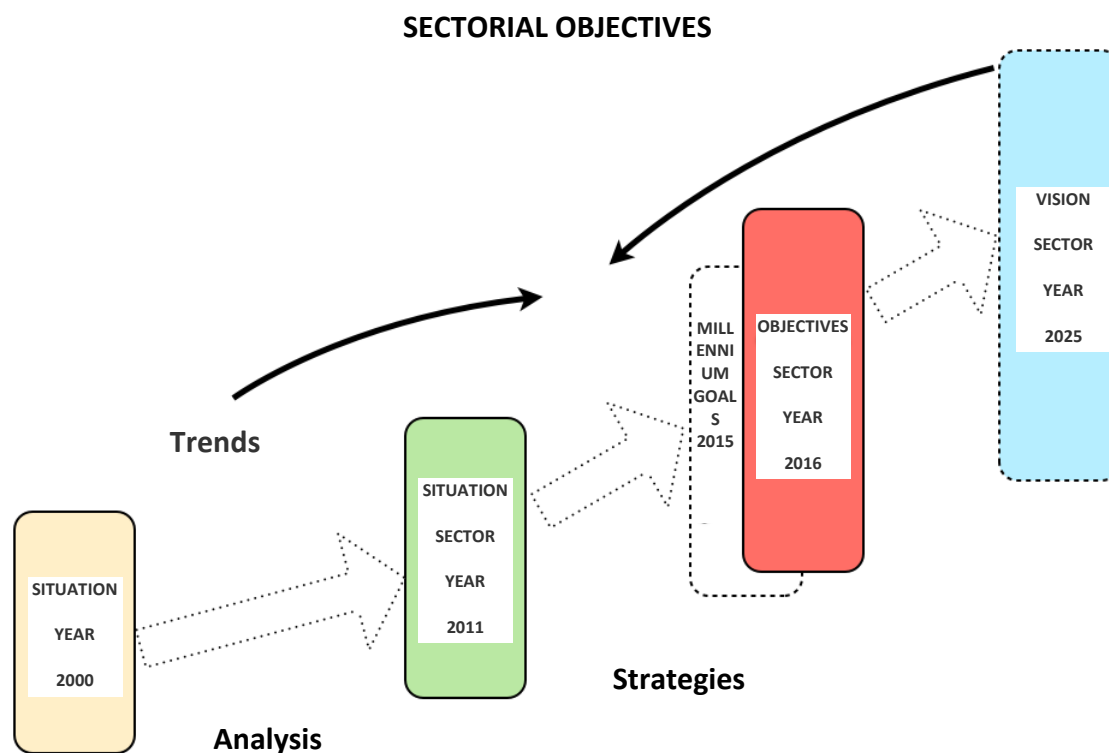 SECTORIAL OBJECTIVES
VISION
SECTOR
YEAR
2025
MILL
ENNI
UM
GOAL
S
2015
OBJECTIVES
SECTOR
YEAR
2016
Trends
SITUATION
SECTOR
YEAR
2011
SITUATION
YEAR
2000
Strategies
Analysis